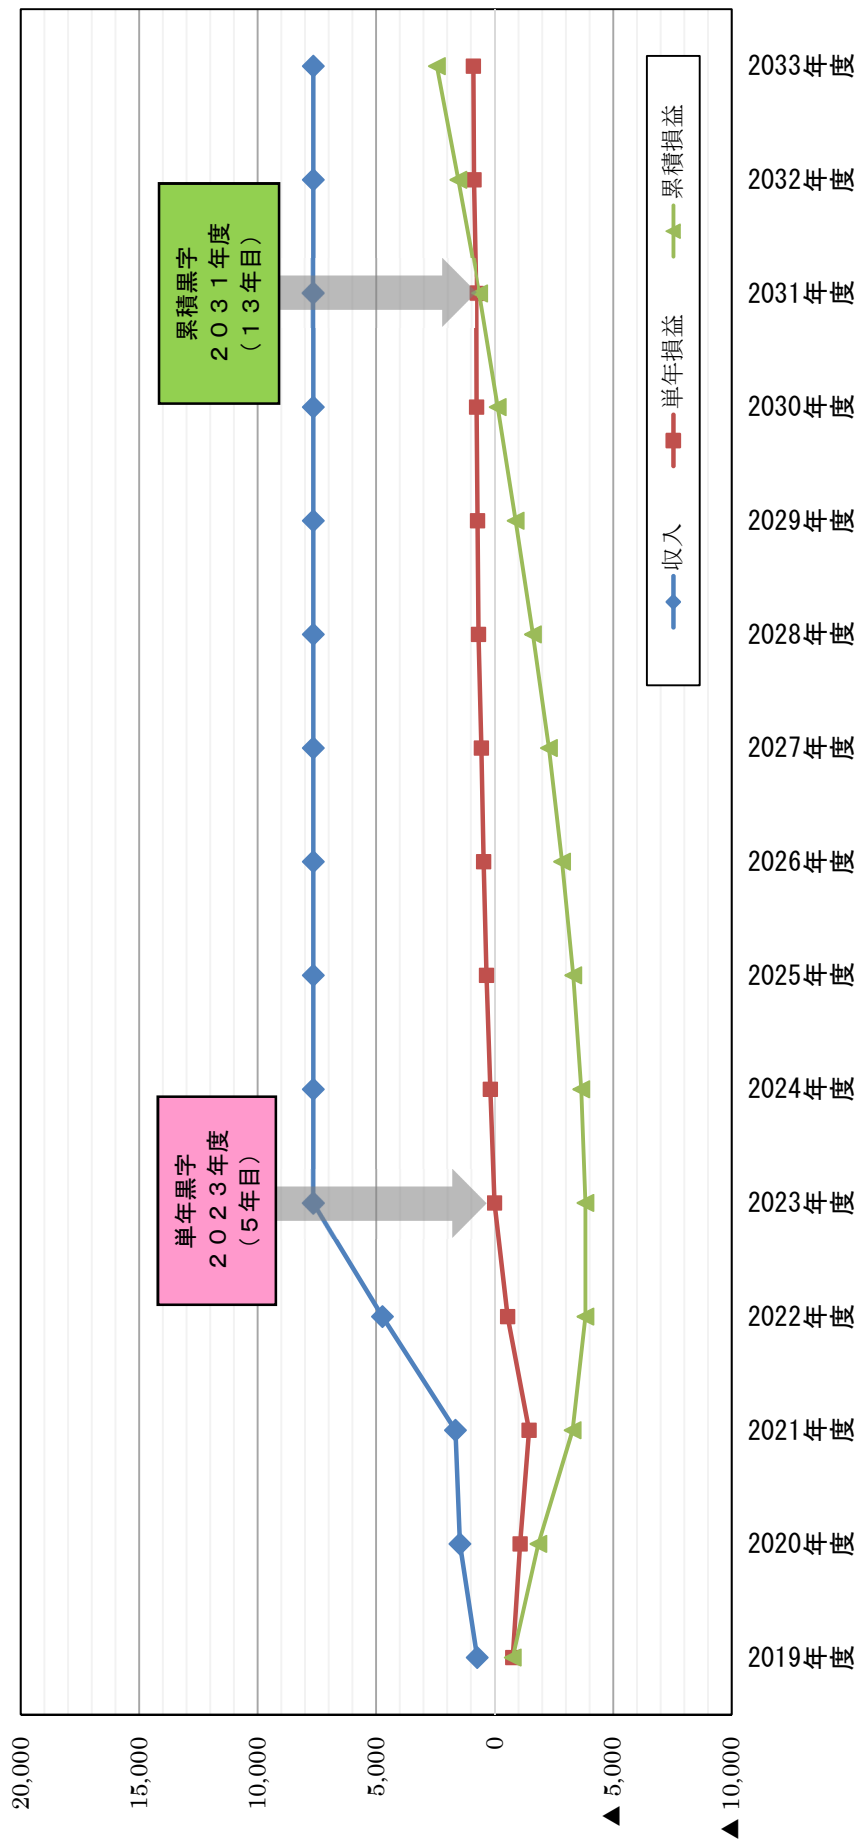 20,000
15,000
10,000
5,000
0
▲ 5,000
▲ 10,000
単年黒字
２０２３年度
（５年目）
累積黒字
２０３１年度
（１３年目）
収入
単年損益
累積損益
2019年度
2020年度
2021年度
2022年度
2023年度
2024年度
2025年度
2026年度
2027年度
2028年度
2029年度
2030年度
2031年度
2032年度
2033年度